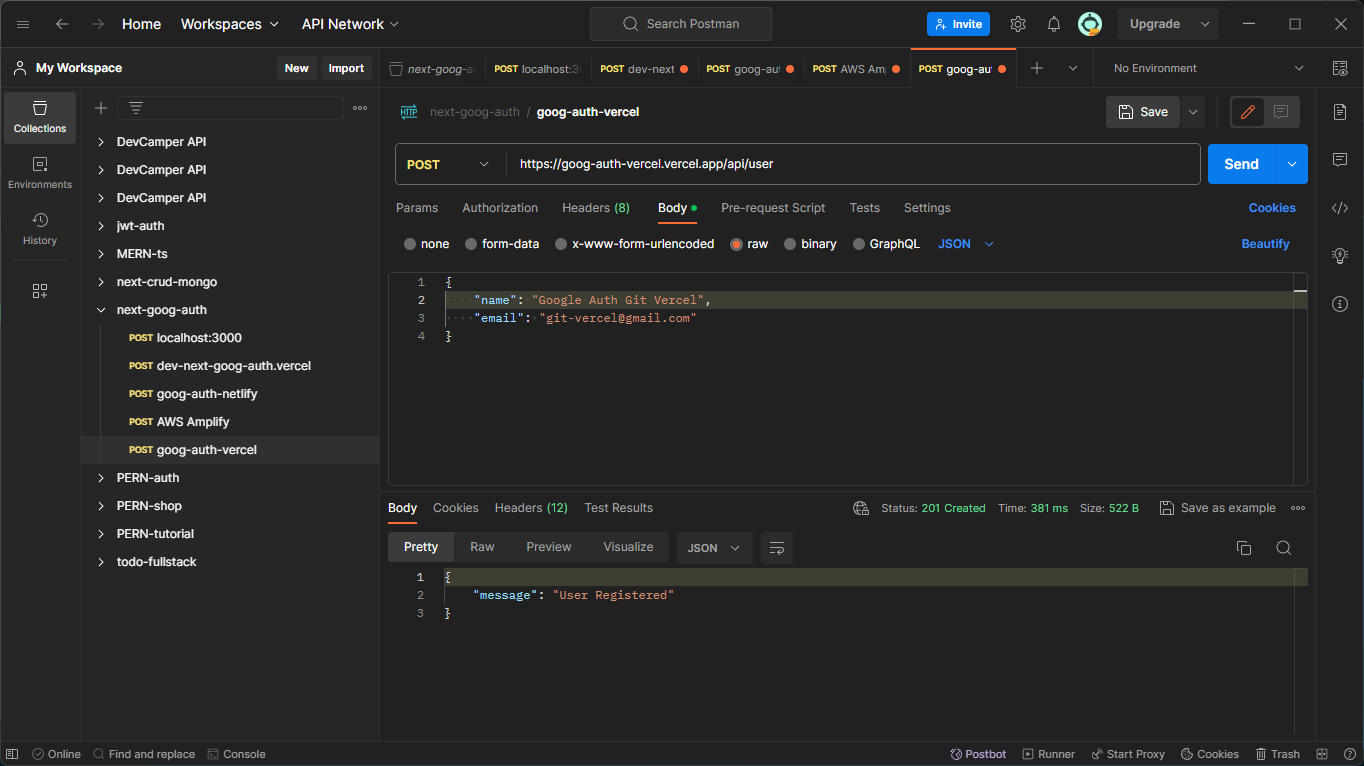 Home Workspaces API Network Search Postman Invite Upgrade
My Workspace New Import
next-goog-a POST localhost:3 POST dev-next POST goog-aut POST AWS Am POST goog-aut No Environment
Collections
Environments
History
DevCamper API
DevCamper API
DevCamper API
jwt-auth
MERN-ts
next-crud-mongo
next-goog-auth
POST localhost:3000
POST dev-next-goog-auth.vercel
POST goog-auth-netlify
POST AWS Amplify
POST goog-auth-vercel
PERN-auth
PERN-shop
PERN-tutorial
todo-fullstack
HTTP next-goog-auth / goog-auth-vercel Save
POST https://goog-auth-vercel.vercel.app/api/user Send
Params Authorization Headers (8) Body Pre-request Script Tests Settings Cookies
none form-data x-www-form-urlencoded raw binary GraphQL JSON Beautify
1 {
2 "name": "Google Auth Git Vercel",
3 "email": "git-vercel@gmail.com"
4 }
Body Cookies Headers (12) Test Results Status: 201 Created Time: 381 ms Size: 522 B Save as example
Pretty Raw Preview Visualize JSON
1 {
2 "message": "User Registered"
3 }
Online Find and replace Console Postbot Runner Start Proxy Cookies Trash